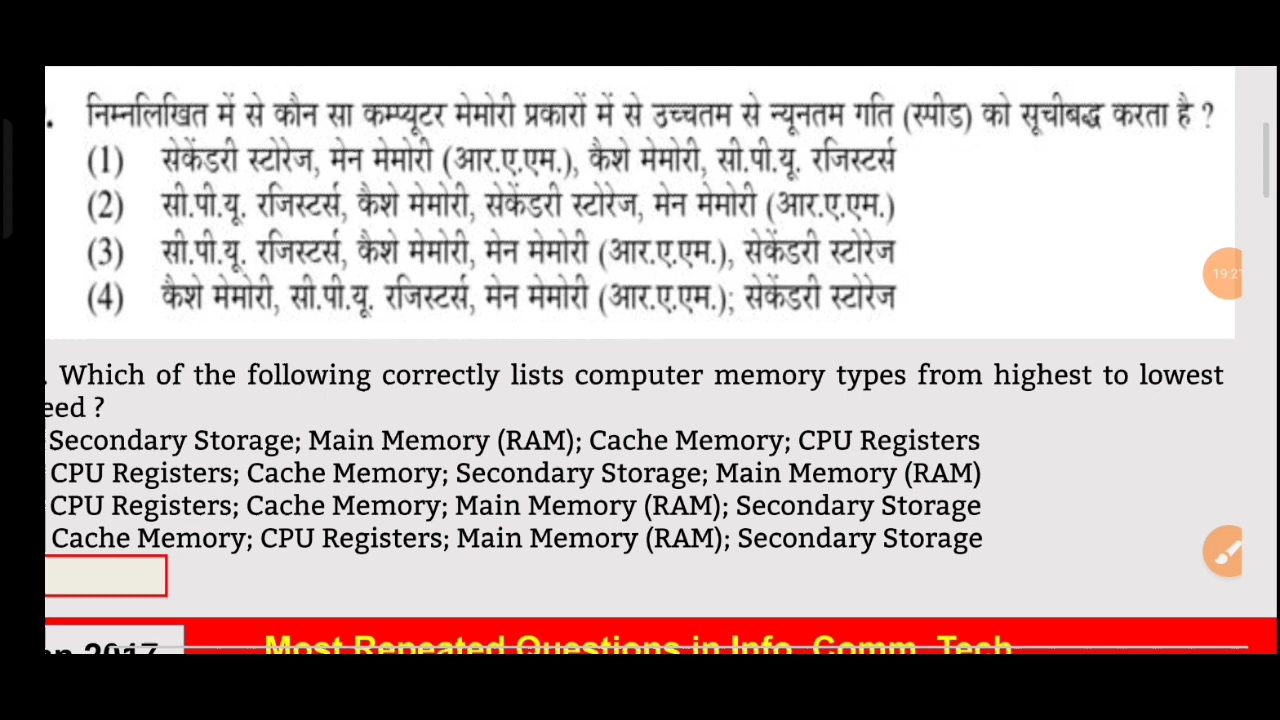 . निम्नलिखित में से कौन सा कम्प्यूटर मेमोरी प्रकारों में से उच्चतम से न्यूनतम गति (स्पीड) को सूचीबद्ध करता है ?
(1) सेकेंडरी स्टोरेज, मेन मेमोरी (आर.ए.एम.), कैशे मेमोरी, सी.पी.यू. रजिस्टर्स
(2) सी.पी.यू. रजिस्टर्स, कैशे मेमोरी, सेकेंडरी स्टोरेज, मेन मेमोरी (आर.ए.एम.)
(3) सी.पी.यू. रजिस्टर्स, कैशे मेमोरी, मेन मेमोरी (आर.ए.एम.), सेकेंडरी स्टोरेज
(4) कैशे मेमोरी, सी.पी.यू. रजिस्टर्स, मेन मेमोरी (आर.ए.एम.); सेकेंडरी स्टोरेज
19:2
. Which of the following correctly lists computer memory types from highest to lowest
eed ?
Secondary Storage; Main Memory (RAM); Cache Memory; CPU Registers
CPU Registers; Cache Memory; Secondary Storage; Main Memory (RAM)
CPU Registers; Cache Memory; Main Memory (RAM); Secondary Storage
Cache Memory; CPU Registers; Main Memory (RAM); Secondary Storage
2017
Most Repeated Questions in Info. Comm. Tech